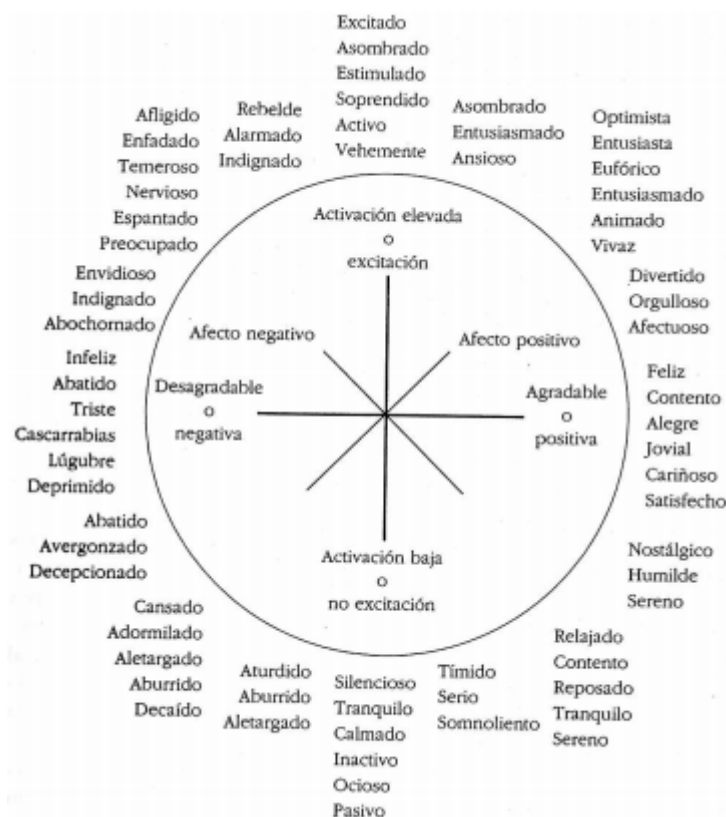 Excitado
Asombrado
Estimulado
Soprendido
Activo
Vehemente
Rebelde
Alarmado
Indignado
Afligido
Enfadado
Temeroso
Nervioso
Espantado
Preocupado
Asombrado
Entusiasmado
Ansioso
Optimista
Entusiasta
Eufórico
Entusiasmado
Animado
Vivaz
Envidioso
Indignado
Abochornado
Divertido
Orgulloso
Afectuoso
Activación elevada
o
excitación
Afecto negativo
Afecto positivo
Infeliz
Abatido
Triste
Cascarrabias
Lúgubre
Deprimido
Desagradable
o
negativa
Agradable
o
positiva
Feliz
Contento
Alegre
Jovial
Cariñoso
Satisfecho
Abatido
Avergonzado
Decepcionado
Activación baja
o
no excitación
Nostálgico
Humilde
Sereno
Cansado
Adormilado
Aletargado
Aburrido
Decaído
Aturdido
Aburrido
Aletargado
Silencioso
Tranquilo
Calmado
Inactivo
Ocioso
Pasivo
Tímido
Serio
Somnoliento
Relajado
Contento
Reposado
Tranquilo
Sereno